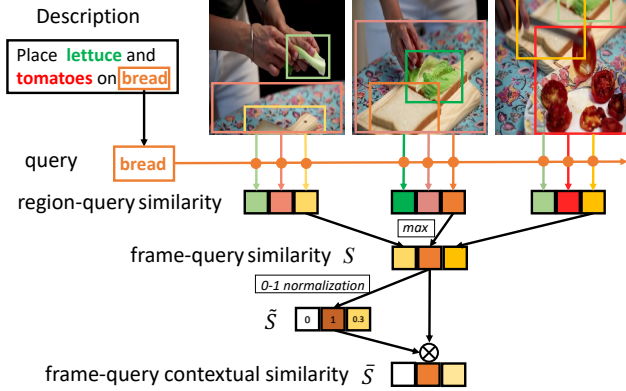 Description
Place lettuce and
tomatoes on bread
query
bread
region-query similarity
max
frame-query similarity S
0-1 normalization
S̃
0 1 0.3
frame-query contextual similarity S̄